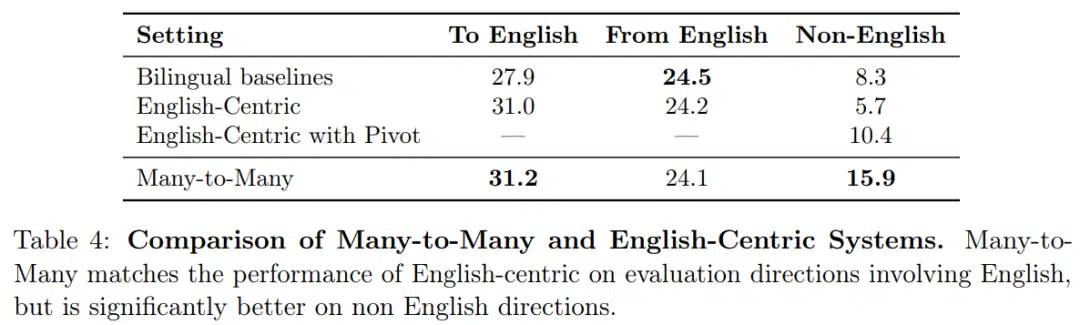 Setting To English From English Non-English
Bilingual baselines 27.9 24.5 8.3
English-Centric 31.0 24.2 5.7
English-Centric with Pivot — — 10.4
Many-to-Many 31.2 24.1 15.9
Table 4: Comparison of Many-to-Many and English-Centric Systems. Many-to-
Many matches the performance of English-centric on evaluation directions involving English,
but is significantly better on non English directions.